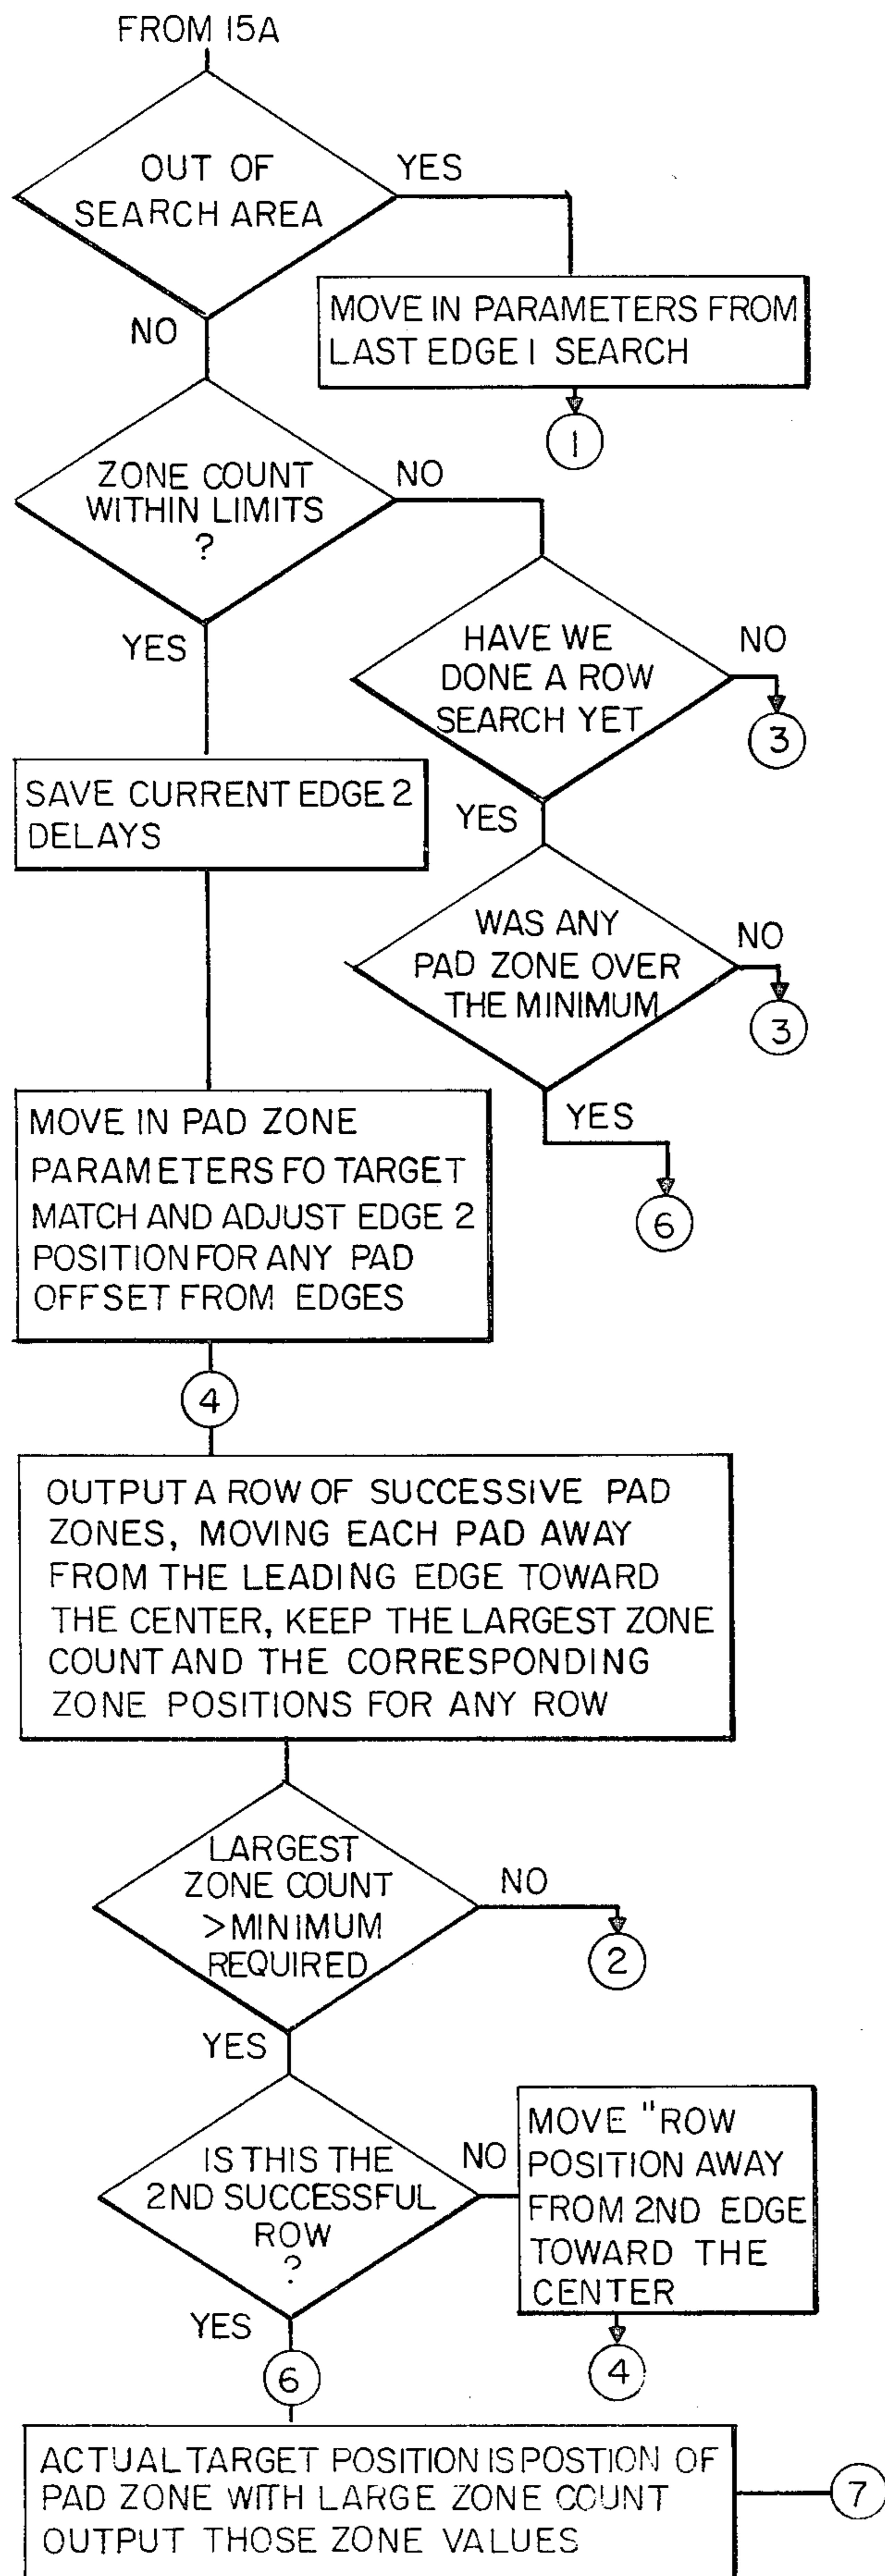 FROM 15A
OUT OF
SEARCH AREA
YES
NO
MOVE IN PARAMETERS FROM
LAST EDGE 1 SEARCH
1
ZONE COUNT
WITHIN LIMITS
?
NO
YES
HAVE WE
DONE A ROW
SEARCH YET
NO
3
YES
SAVE CURRENT EDGE 2
DELAYS
WAS ANY
PAD ZONE OVER
THE MINIMUM
NO
3
YES
6
MOVE IN PAD ZONE
PARAMETERS FO TARGET
MATCH AND ADJUST EDGE 2
POSITION FOR ANY PAD
OFFSET FROM EDGES
4
OUTPUT A ROW OF SUCCESSIVE PAD
ZONES, MOVING EACH PAD AWAY
FROM THE LEADING EDGE TOWARD
THE CENTER, KEEP THE LARGEST ZONE
COUNT AND THE CORRESPONDING
ZONE POSITIONS FOR ANY ROW
LARGEST
ZONE COUNT
>MINIMUM
REQUIRED
NO
2
YES
IS THIS THE
2ND SUCCESSFUL
ROW
?
NO
MOVE "ROW
POSITION AWAY
FROM 2ND EDGE
TOWARD THE
CENTER
4
YES
6
ACTUAL TARGET POSITION IS POSTION OF
PAD ZONE WITH LARGE ZONE COUNT
OUTPUT THOSE ZONE VALUES
7